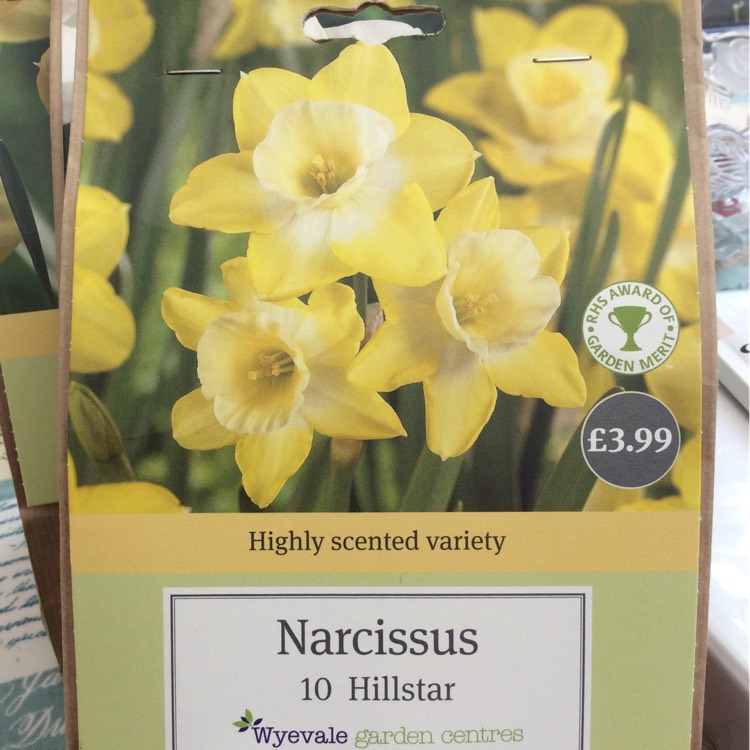 RHS AWARD OF
GARDEN MERIT
£3.99
Highly scented variety
Narcissus
10 Hillstar
Wyevale garden centres